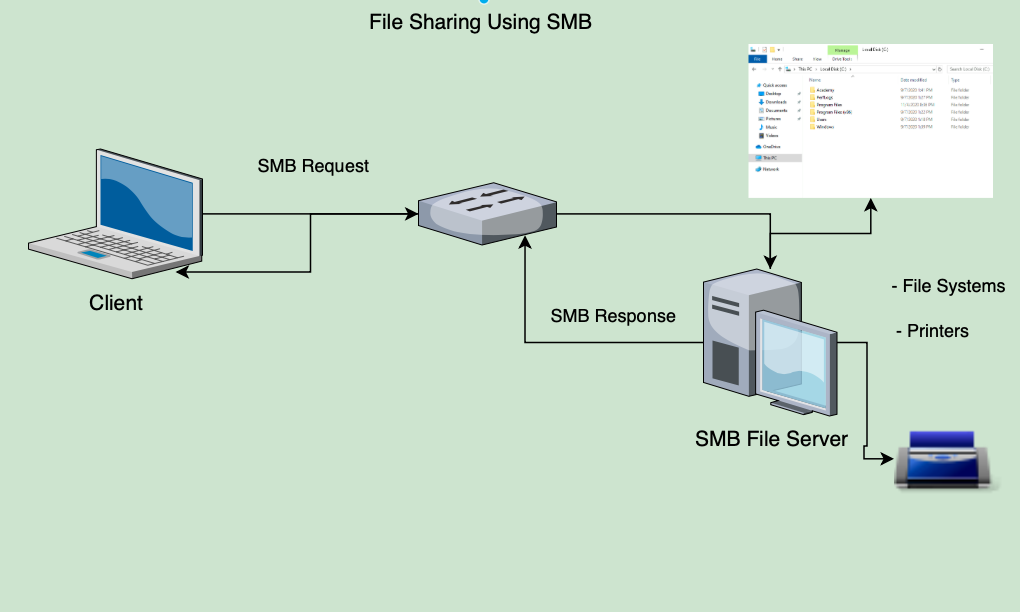 File Sharing Using SMB
Manage Local Disk (C:)
File Home Share View Drive Tools
This PC Local Disk (C:) Search Local Disk (C:)
Name Date modified Type
Quick access
Desktop
Downloads
Documents
Pictures
Music
Videos
OneDrive
This PC
Network
Academy File folder
PerfLogs File folder
Program Files File folder
Program Files (x86) File folder
Users File folder
Windows File folder
SMB Request
Client
- File Systems
SMB Response
- Printers
SMB File Server